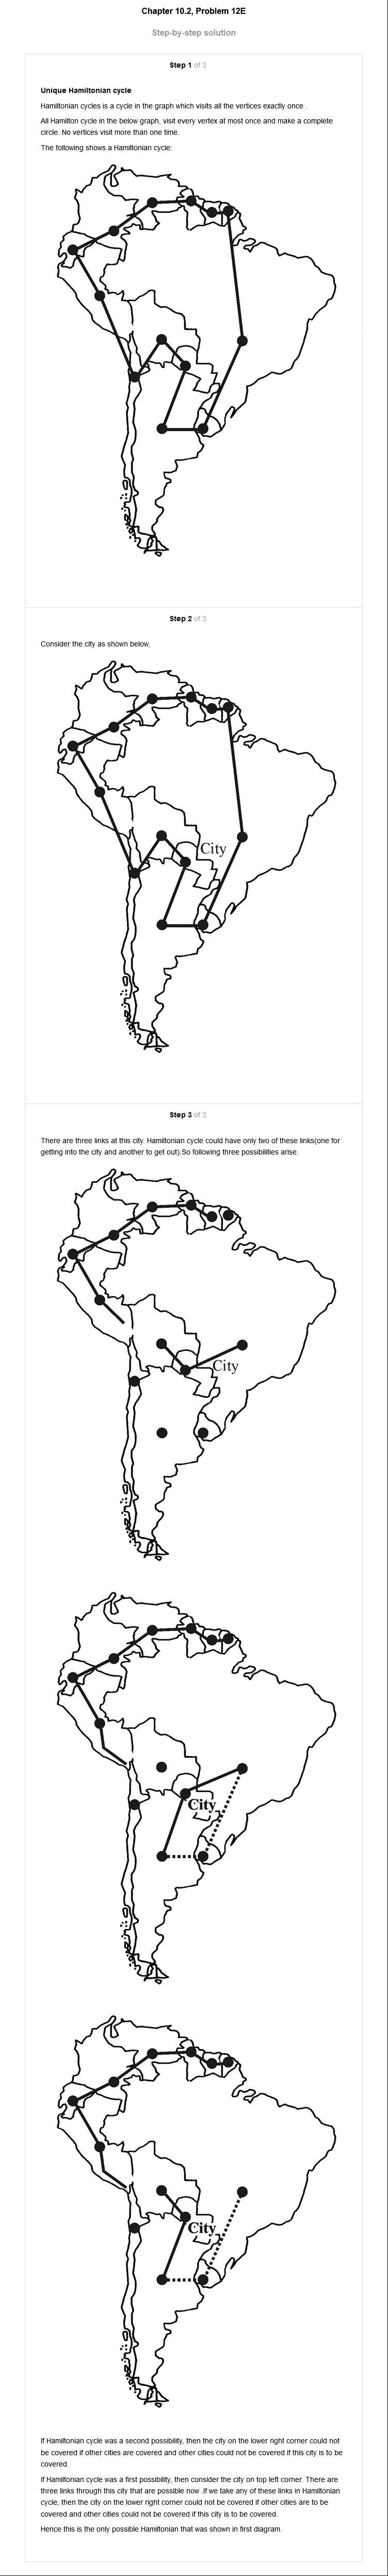 Chapter 10.2, Problem 12E
Step-by-step solution
Step 1 of 3
Unique Hamiltonian cycle
Hamiltonian cycles is a cycle in the graph which visits all the vertices exactly once .
All Hamilton cycle in the below graph, visit every vertex at most once and make a complete
circle. No vertices visit more than one time.
The following shows a Hamiltonian cycle:
Step 2 of 3
Consider the city as shown below,
City
Step 3 of 3
There are three links at this city. Hamiltonian cycle could have only two of these links(one for
getting into the city and another to get out).So following three possibilities arise.
City
City
City
If Hamiltonian cycle was a second possibility, then the city on the lower right corner could not
be covered if other cities are covered and other cities could not be covered if this city is to be
covered.
If Hamiltonian cycle was a first possibility, then consider the city on top left corner. There are
three links through this city that are possible now .If we take any of these links in Hamiltonian
cycle, then the city on the lower right corner could not be covered if other cities are to be
covered and other cities could not be covered if this city is to be covered.
Hence this is the only possible Hamiltonian that was shown in first diagram.